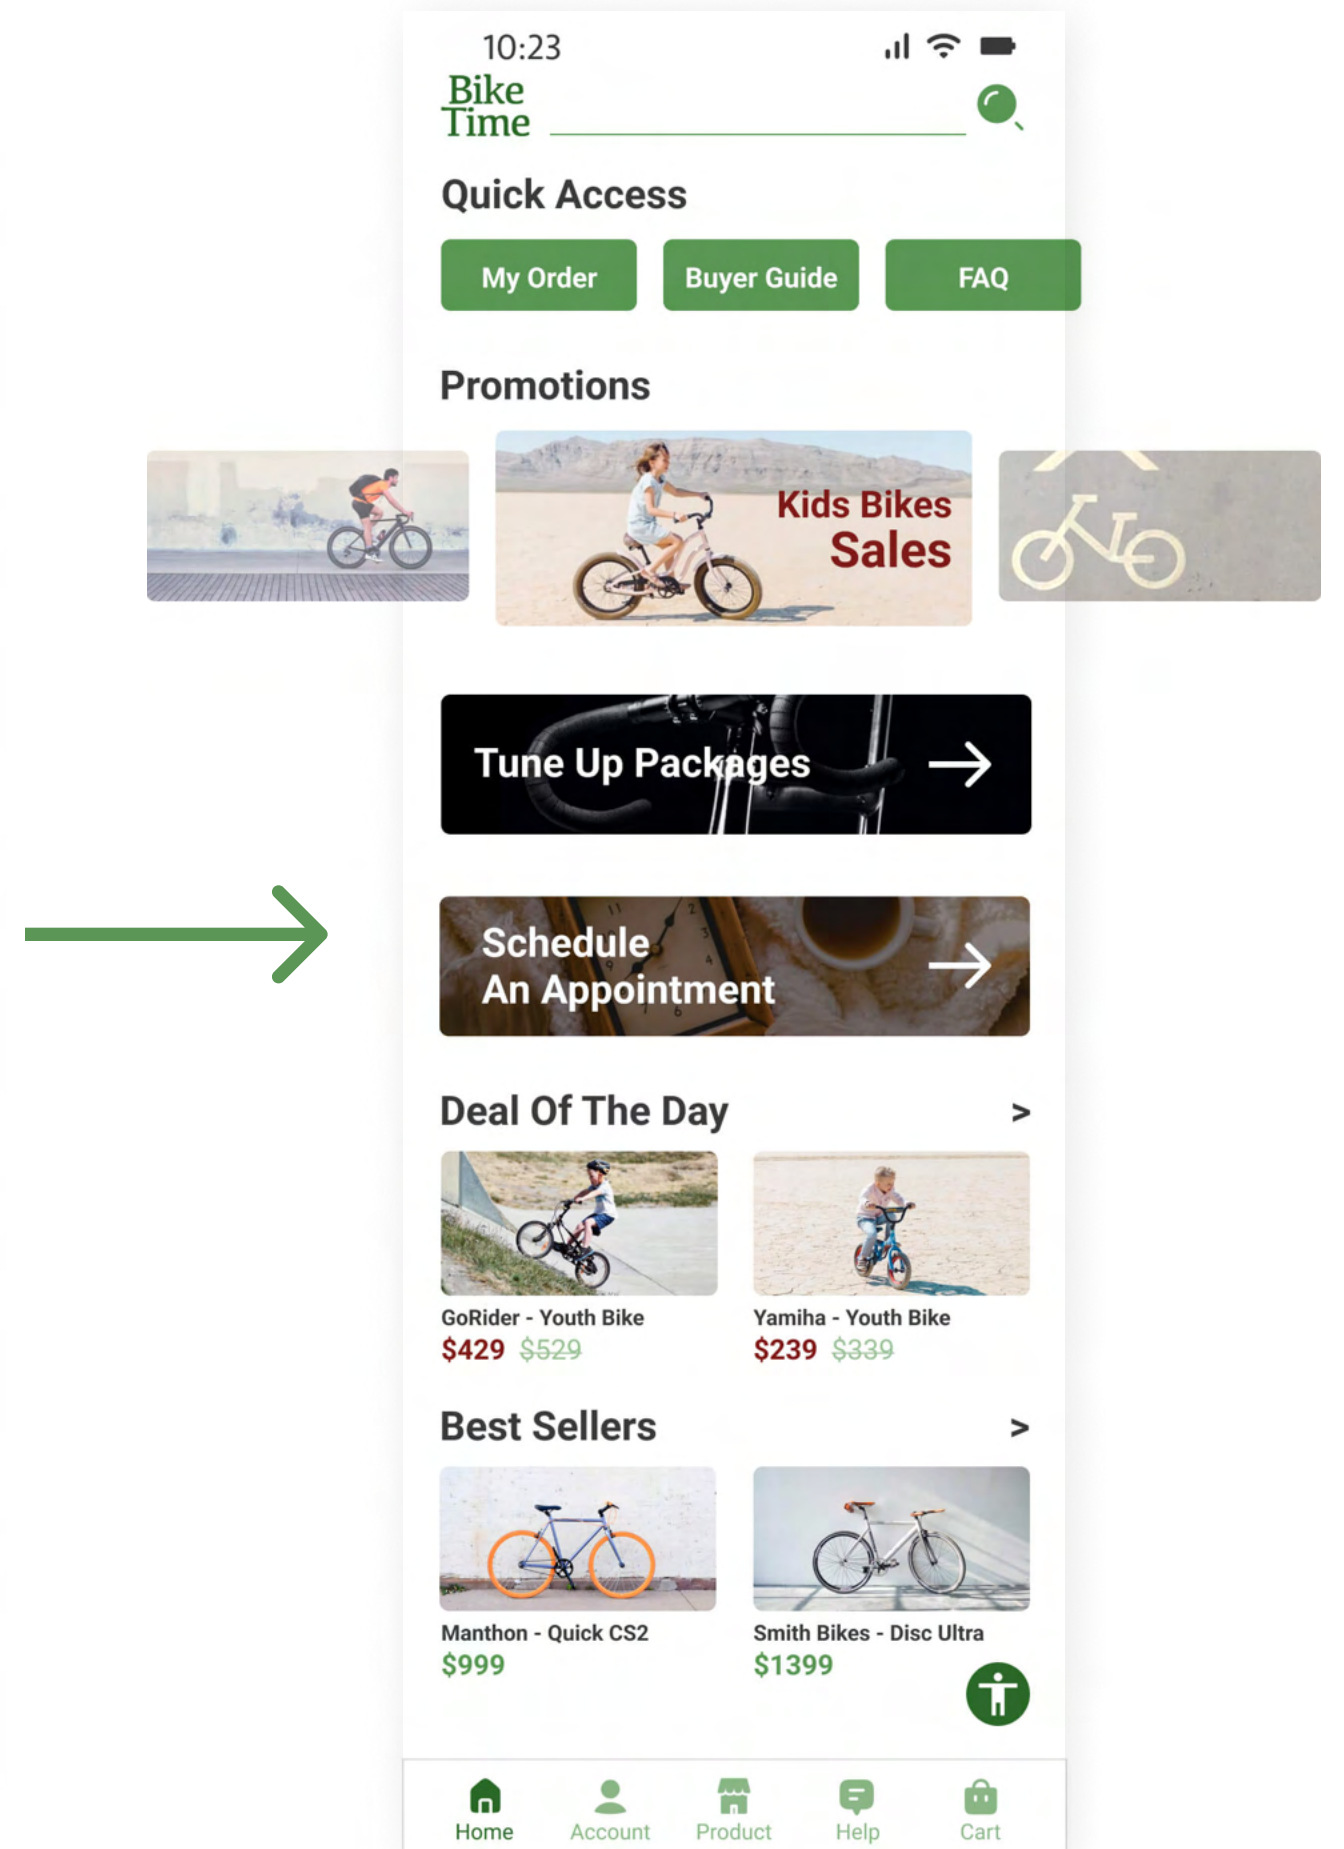 10:23
Bike
Time
Quick Access
My Order
Buyer Guide
FAQ
Promotions
Kids Bikes
Sales
Tune Up Packages
Schedule
An Appointment
Deal Of The Day >
GoRider - Youth Bike
$429 $529
Yamiha - Youth Bike
$239 $339
Best Sellers >
Manthon - Quick CS2
$999
Smith Bikes - Disc Ultra
$1399
Home
Account
Product
Help
Cart